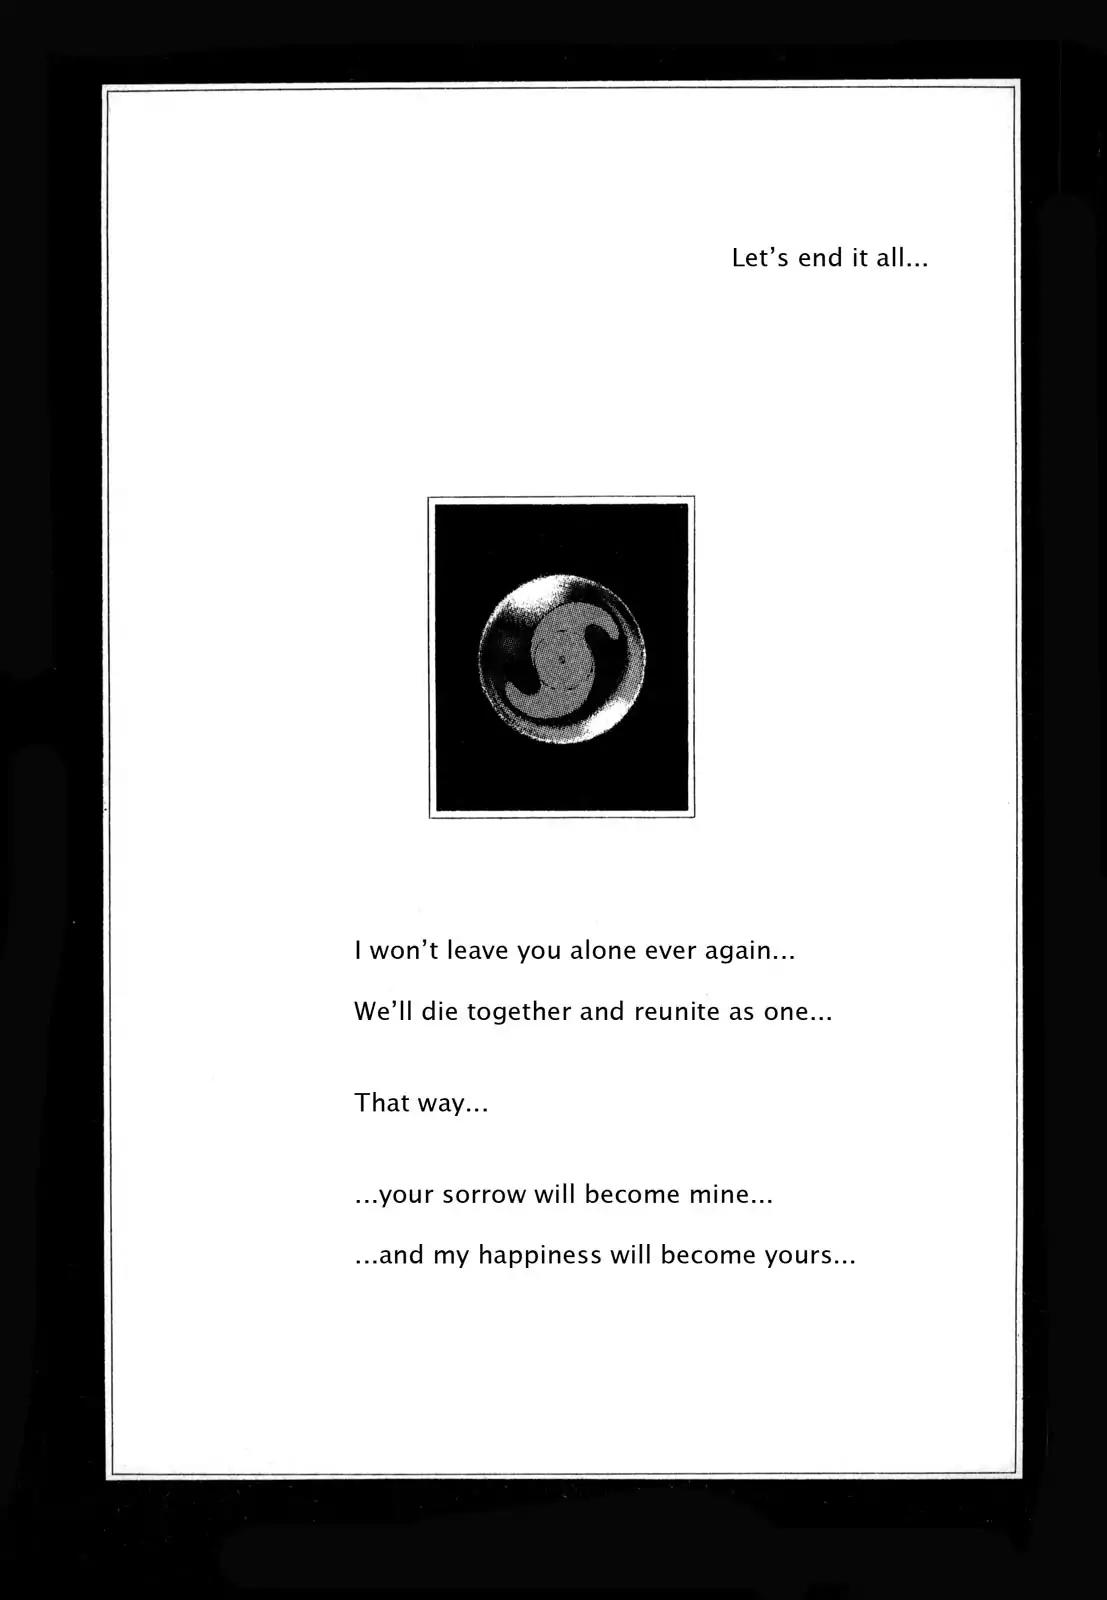 Let's end it all...
I won't leave you alone ever again...
We'll die together and reunite as one...
That way...
...your sorrow will become mine...
...and my happiness will become yours...